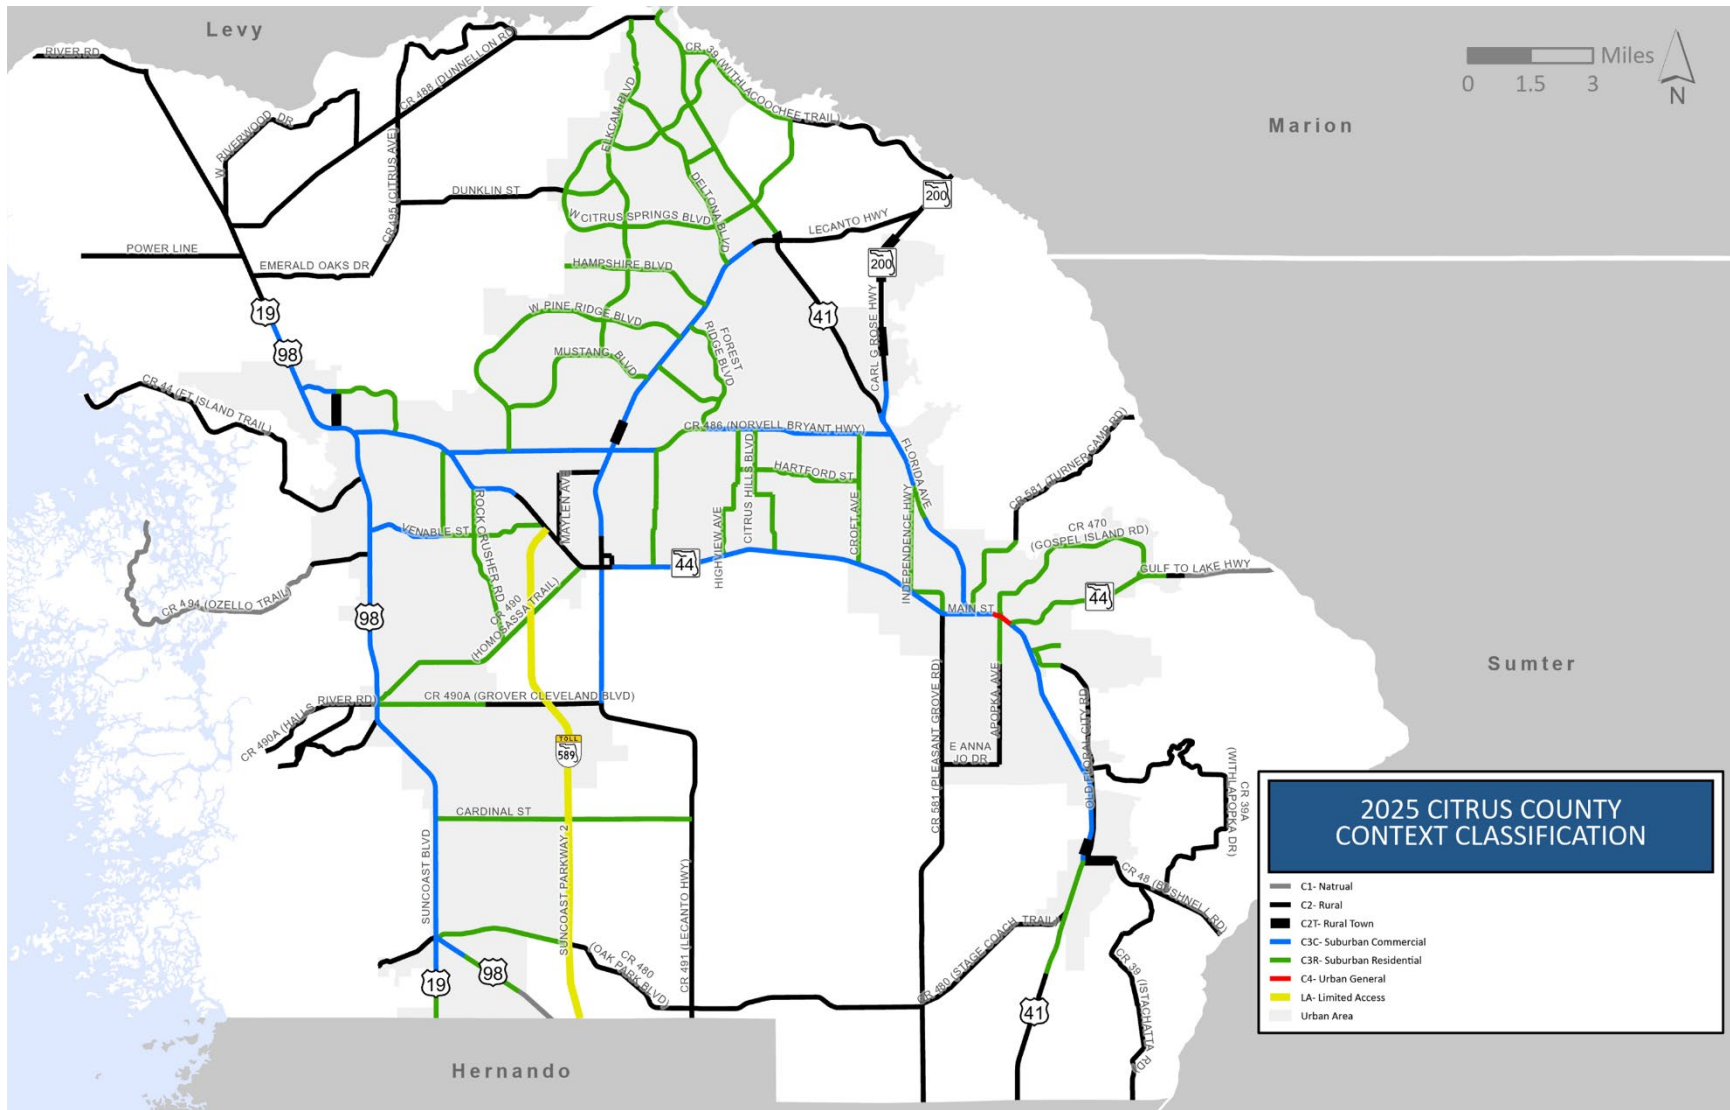 Levy
RIVER RD
CR 488 (DUNNELLON RD)
CR 39 (WITHLACOOCHEE TRAIL)
Miles
0 1.5 3
N
Marion
W RIVERWOOD DR
ELKCAM BLVD
CR 495 (CITRUS AVE)
DUNKLIN ST
DELTONA BLVD
200
W CITRUS SPRINGS BLVD
LECANTO HWY
POWER LINE
EMERALD OAKS DR
HAMPSHIRE BLVD
200
19
W PINE RIDGE BLVD
41
98
FOREST
RIDGE BLVD
CARL G ROSE HWY
MUSTANG BLVD
CR 44 (FT ISLAND TRAIL)
CR 486 (NORVELL BRYANT HWY)
FLORIDA AVE
CR 581 (TURNER CAMP RD)
CITRUS HILLS BLVD
HARTFORD ST
MAYLEN AVE
ROCK CRUSHER RD
VENABLE ST
HIGHVIEW AVE
CROFT AVE
INDEPENDENCE HWY
CR 470
(GOSPEL ISLAND RD)
44
GULF TO LAKE HWY
CR 494 (OZELLO TRAIL)
CR 490
(HOMOSASSA TRAIL)
44
MAIN ST
98
Sumter
CR 490A (HALLS RIVER RD)
CR 490A (GROVER CLEVELAND BLVD)
CR 581 (PLEASANT GROVE RD)
APOPKA AVE
OLD FLORAL CITY RD
TOLL
589
E ANNA
JO DR
CR 39A
(WITHLAPOPKA DR)
CARDINAL ST
SUNCOAST BLVD
SUNCOAST PARKWAY 2
CR 491 (LECANTO HWY)
CR 48 (BUSHNELL RD)
CR 480
(OAK PARK BLVD)
CR 480 (STAGE COACH TRAIL)
CR 39 (ISTACHATTA RD)
98
19
41
Hernando
2025 CITRUS COUNTY
CONTEXT CLASSIFICATION
C1- Natrual
C2- Rural
C2T- Rural Town
C3C- Suburban Commercial
C3R- Suburban Residential
C4- Urban General
LA- Limited Access
Urban Area